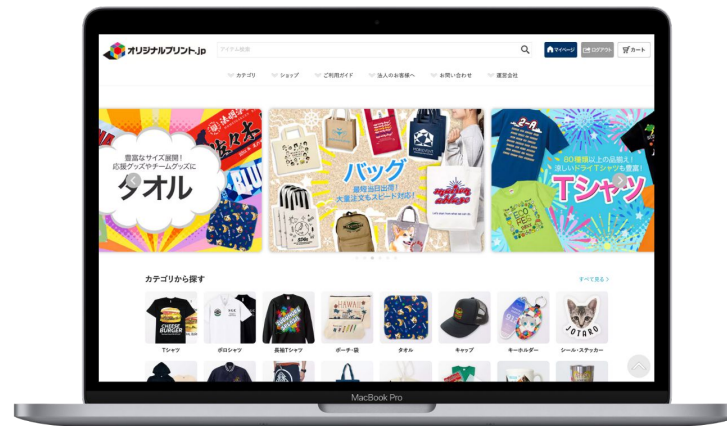 オリジナルプリント.jp
アイテム検索
マイページ
ログアウト
カート
カテゴリ
ショップ
ご利用ガイド
法人のお客様へ
お問い合わせ
運営会社
豊富なサイズ展開!
応援グッズやチームグッズに
タオル
佐々木
バッグ
最短当日出荷!
大量注文もスピード対応!
2-A
80種類以上の品揃え!
涼しいドライTシャツも豊富!
Tシャツ
カテゴリから探す
すべて見る
CHEESE
BURGER
HAWAII
JOTARO
Tシャツ
ポロシャツ
長袖Tシャツ
ポーチ・袋
タオル
キャップ
キーホルダー
シール・ステッカー
MacBook Pro